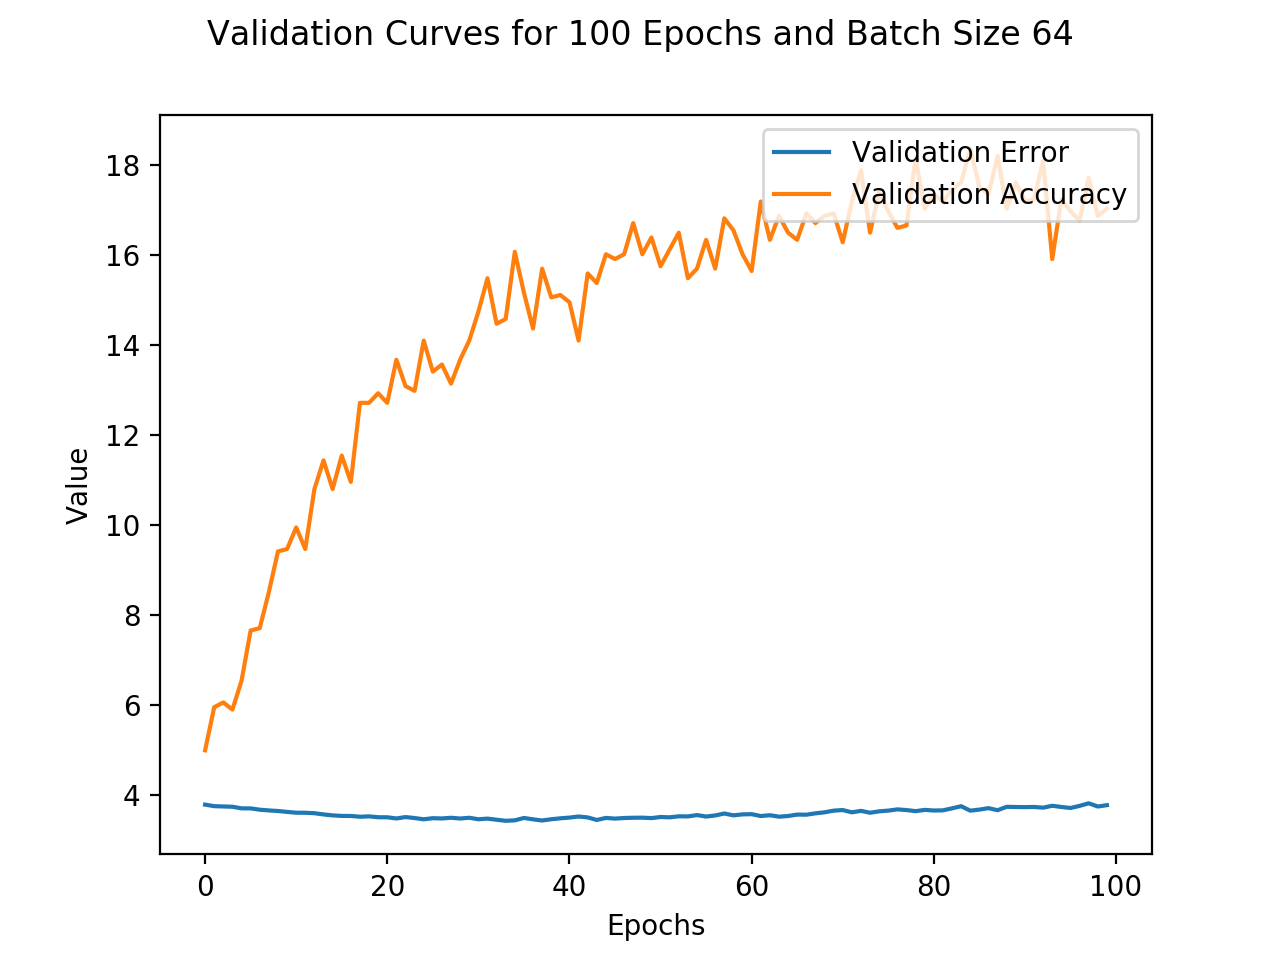 Validation Curves for 100 Epochs and Batch Size 64
Validation Error
Validation Accuracy
18
16
14
12
10
8
6
4
Value
0 20 40 60 80 100
Epochs